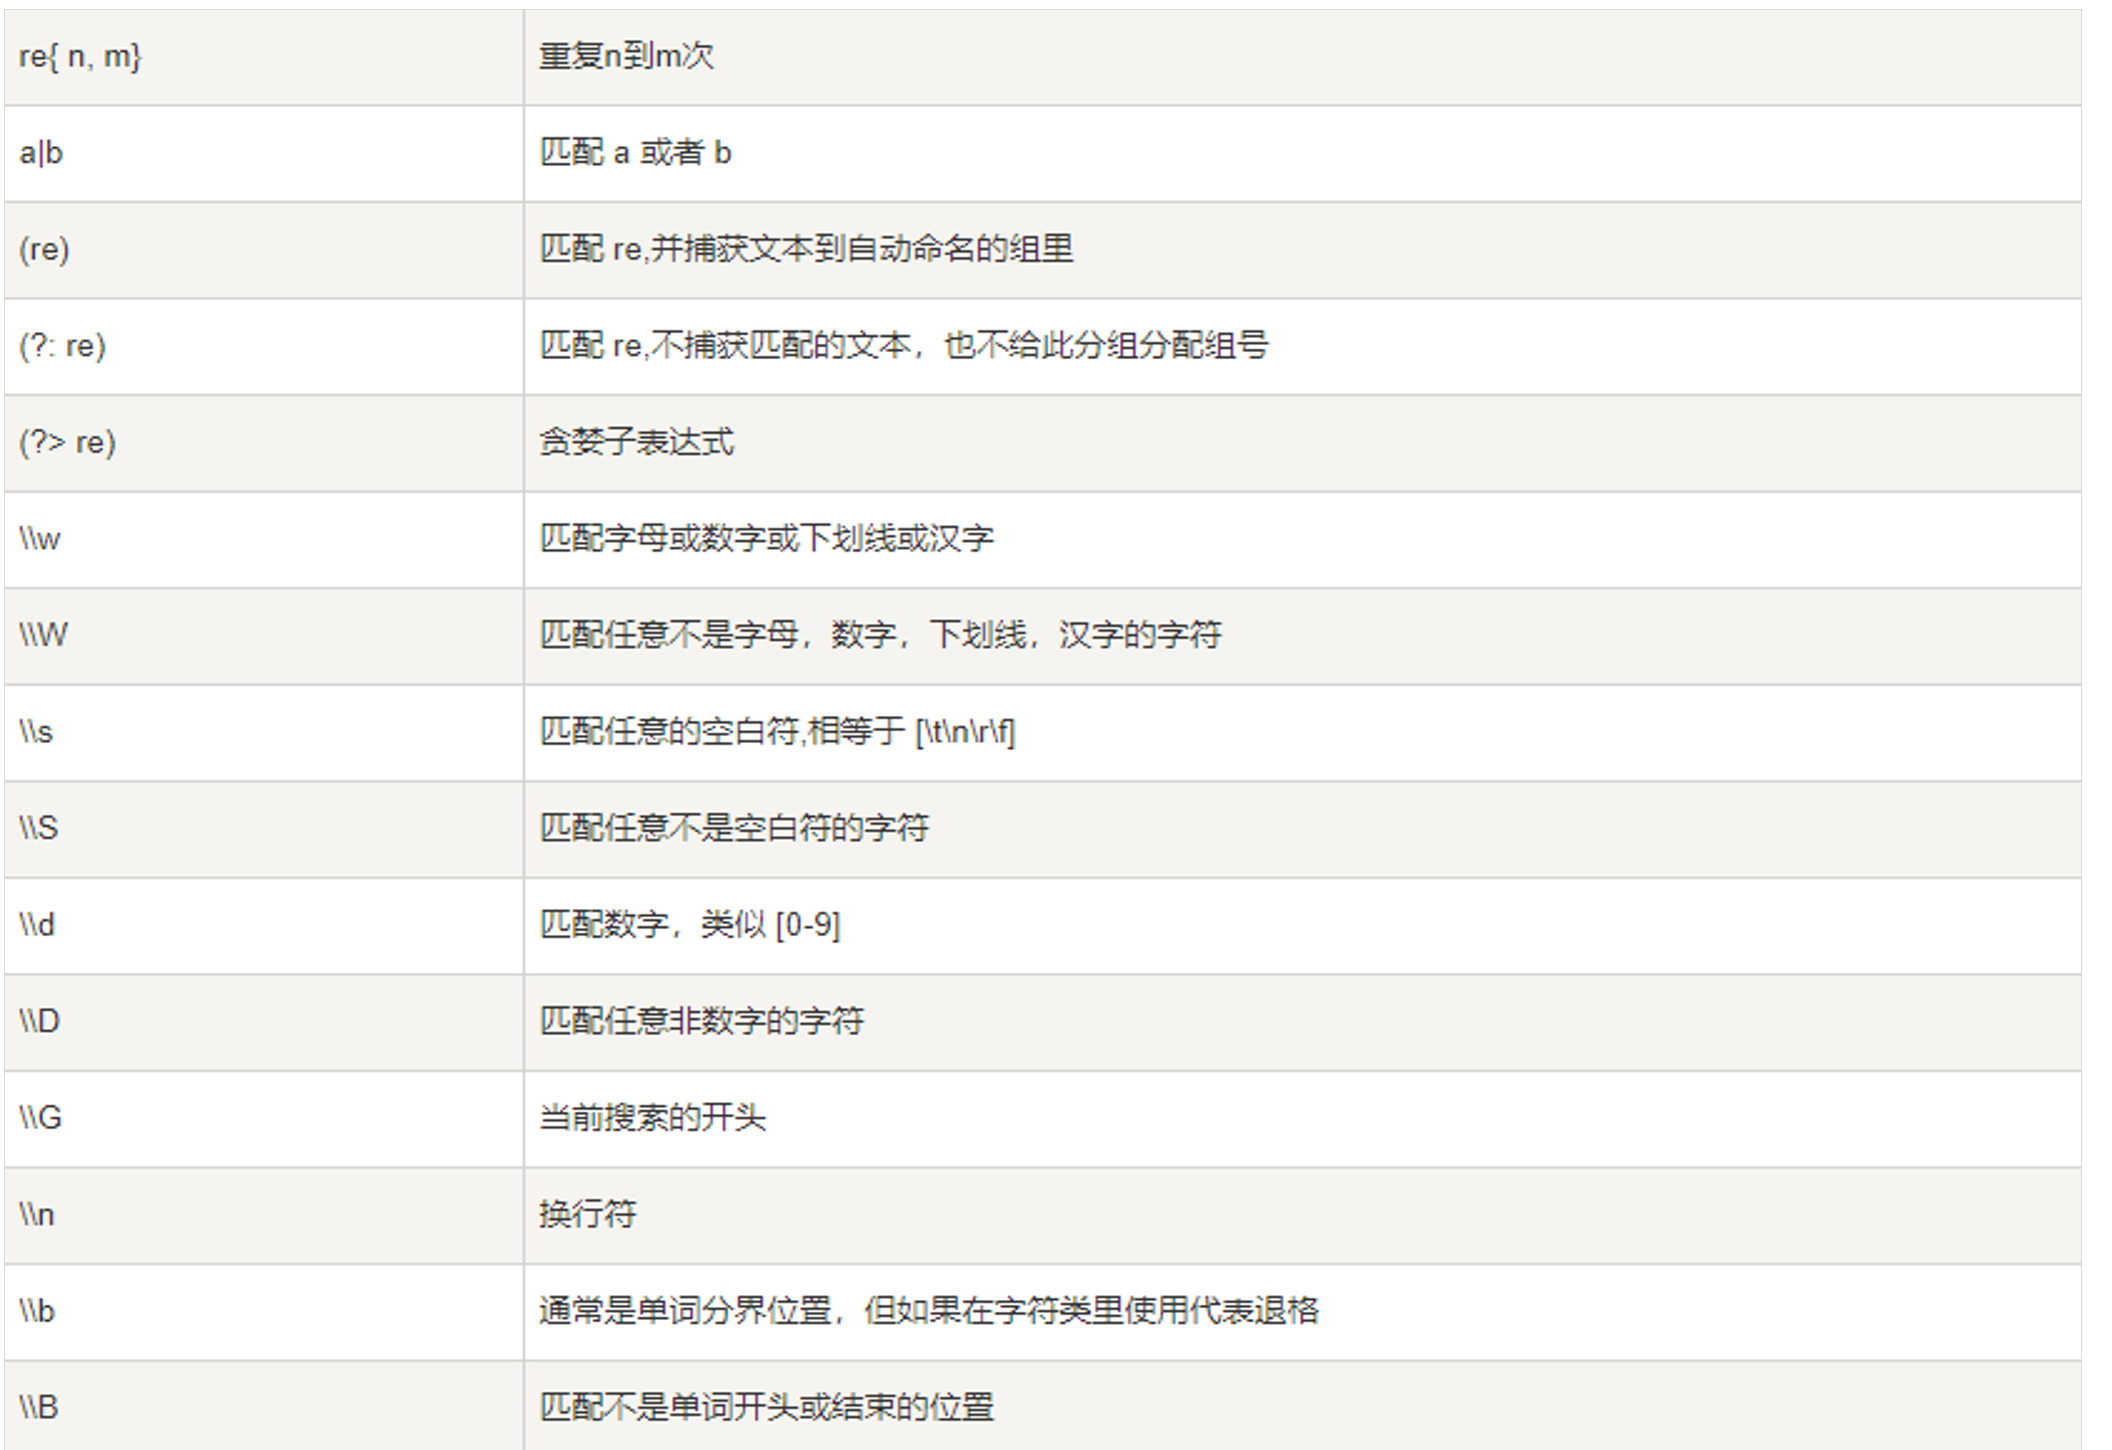 re{ n, m} 重复n到m次
a|b 匹配 a 或者 b
(re) 匹配 re,并捕获文本到自动命名的组里
(?: re) 匹配 re,不捕获匹配的文本，也不给此分组分配组号
(?> re) 贪婪子表达式
\\w 匹配字母或数字或下划线或汉字
\\W 匹配任意不是字母，数字，下划线，汉字的字符
\\s 匹配任意的空白符,相等于 [\t\n\r\f]
\\S 匹配任意不是空白符的字符
\\d 匹配数字，类似 [0-9]
\\D 匹配任意非数字的字符
\\G 当前搜索的开头
\\n 换行符
\\b 通常是单词分界位置，但如果在字符类里使用代表退格
\\B 匹配不是单词开头或结束的位置